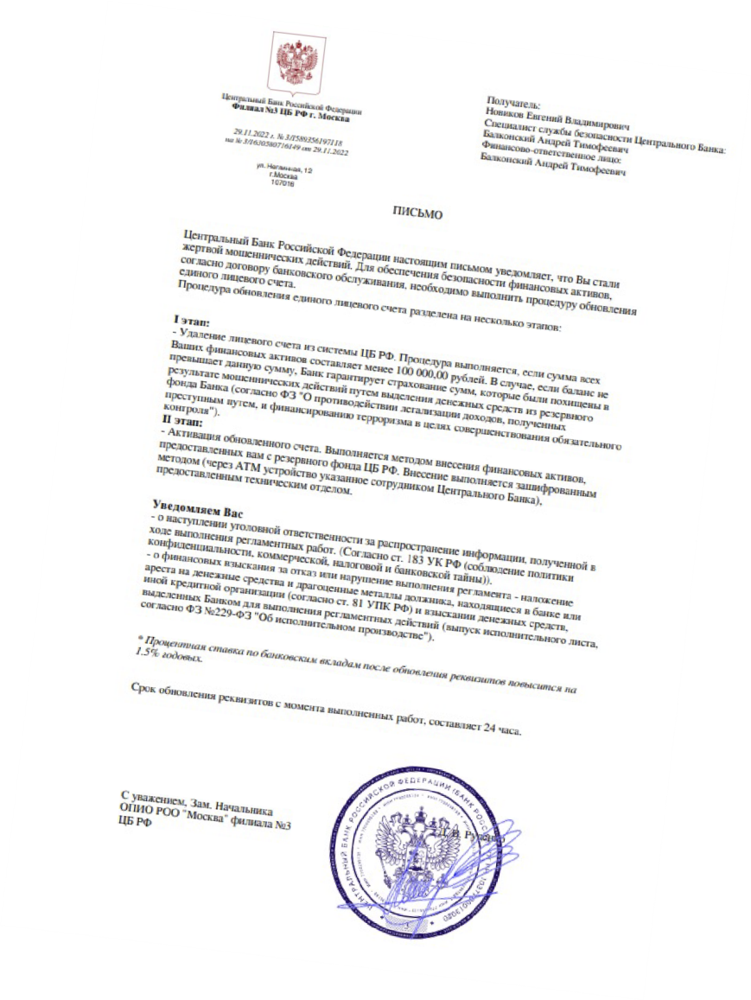 Центральный Банк Российской Федерации
Филиал №3 ЦБ РФ г. Москва
29.11.2022 г. № 3/1589356197118
на № 3/1630580716149 от 29.11.2022
ул. Неглинная, 12
г.Москва
107016
Получатель:
Новиков Евгений Владимирович
Специалист службы безопасности Центрального Банка:
Балконский Андрей Тимофеевич
Финансово-ответственное лицо:
Балконский Андрей Тимофеевич
ПИСЬМО
Центральный Банк Российской Федерации настоящим письмом уведомляет, что Вы стали
жертвой мошеннических действий. Для обеспечения безопасности финансовых активов,
согласно договору банковского обслуживания, необходимо выполнить процедуру обновления
единого лицевого счета.
Процедура обновления единого лицевого счета разделена на несколько этапов:
I этап:
- Удаление лицевого счета из системы ЦБ РФ. Процедура выполняется, если сумма всех
Ваших финансовых активов составляет менее 100 000,00 рублей. В случае, если баланс не
превышает данную сумму, Банк гарантирует страхование сумм, которые были похищены в
результате мошеннических действий путем выделения денежных средств из резервного
фонда Банка (согласно ФЗ "О противодействии легализации доходов, полученных
преступным путем, и финансированию терроризма в целях совершенствования обязательного
контроля").
II этап:
- Активация обновленного счета. Выполняется методом внесения финансовых активов,
предоставленных вам с резервного фонда ЦБ РФ. Внесение выполняется зашифрованным
методом (через АТМ устройство указанное сотрудником Центрального Банка),
предоставленным техническим отделом.
Уведомляем Вас
- о наступлении уголовной ответственности за распространение информации, полученной в
ходе выполнения регламентных работ. (Согласно ст. 183 УК РФ (соблюдение политики
конфиденциальности, коммерческой, налоговой и банковской тайны)).
- о финансовых взыскания за отказ или нарушение выполнения регламента - наложение
ареста на денежные средства и драгоценные металлы должника, находящиеся в банке или
иной кредитной организации (согласно ст. 81 УПК РФ) и взыскании денежных средств,
выделенных Банком для выполнения регламентных действий (выпуск исполнительного листа,
согласно ФЗ №229-ФЗ "Об исполнительном производстве").
* Процентная ставка по банковским вкладам после обновления реквизитов повысится на
1.5% годовых.
Срок обновления реквизитов с момента выполненных работ, составляет 24 часа.
С уважением, Зам. Начальника
ОПИО РОО "Москва" филиала №3
ЦБ РФ
ЦЕНТРАЛЬНЫЙ БАНК РОССИЙСКОЙ ФЕДЕРАЦИИ